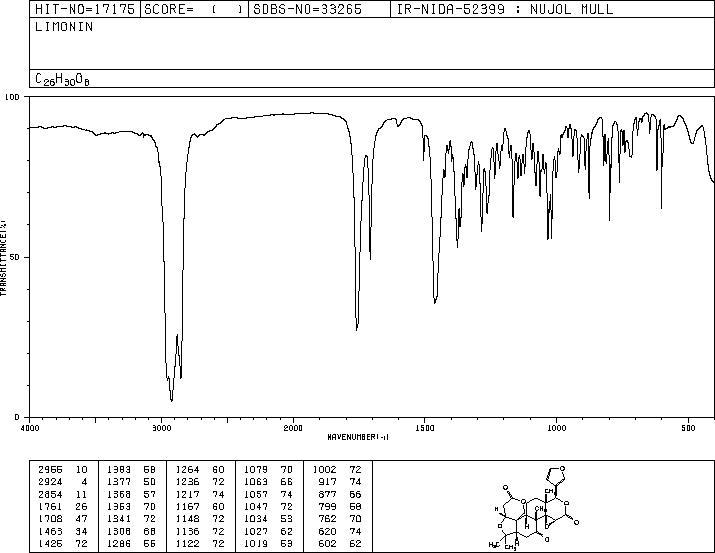 HIT-NO=17175 SCORE= ( ) SDBS-NO=33265 IR-NIDA-52399 : NUJOL MULL
LIMONIN
C26H30O8
100
50
0
TRANSMITTANCE(%)
4000 3000 2000 1500 1000 500
WAVENUMBER(-1)
2955 10 1383 68 1264 60 1079 70 1002 72
2924 4 1377 50 1236 72 1063 66 917 74
2854 11 1368 57 1217 74 1057 74 877 66
1761 26 1363 70 1167 60 1047 72 799 58
1708 47 1341 72 1148 72 1034 53 762 70
1463 34 1308 68 1136 72 1027 62 620 74
1425 72 1286 55 1122 72 1019 53 602 62